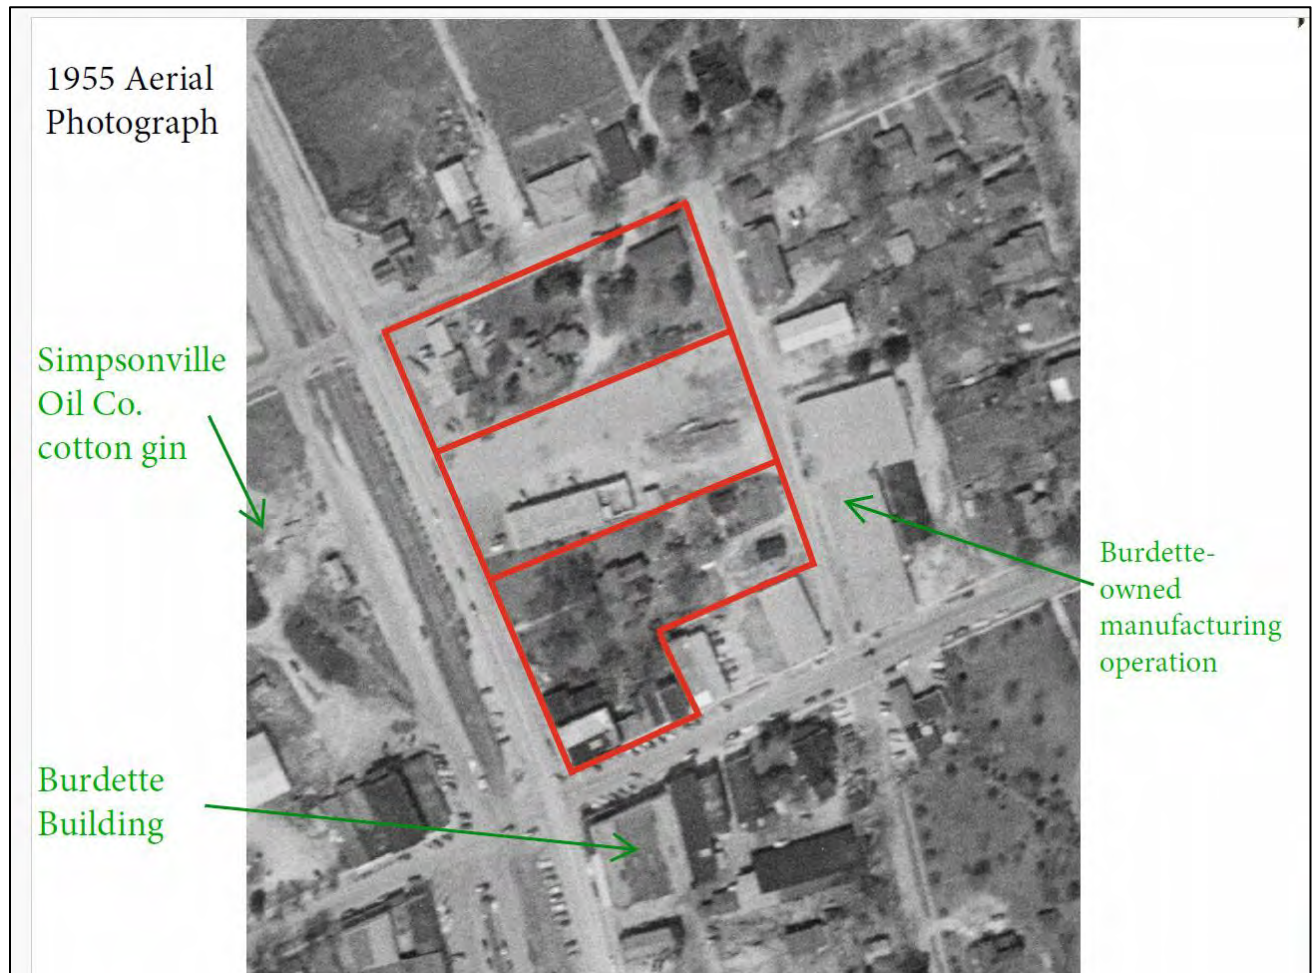 1955 Aerial
Photograph
Simpsonville
Oil Co.
cotton gin
Burdette-
owned
manufacturing
operation
Burdette
Building